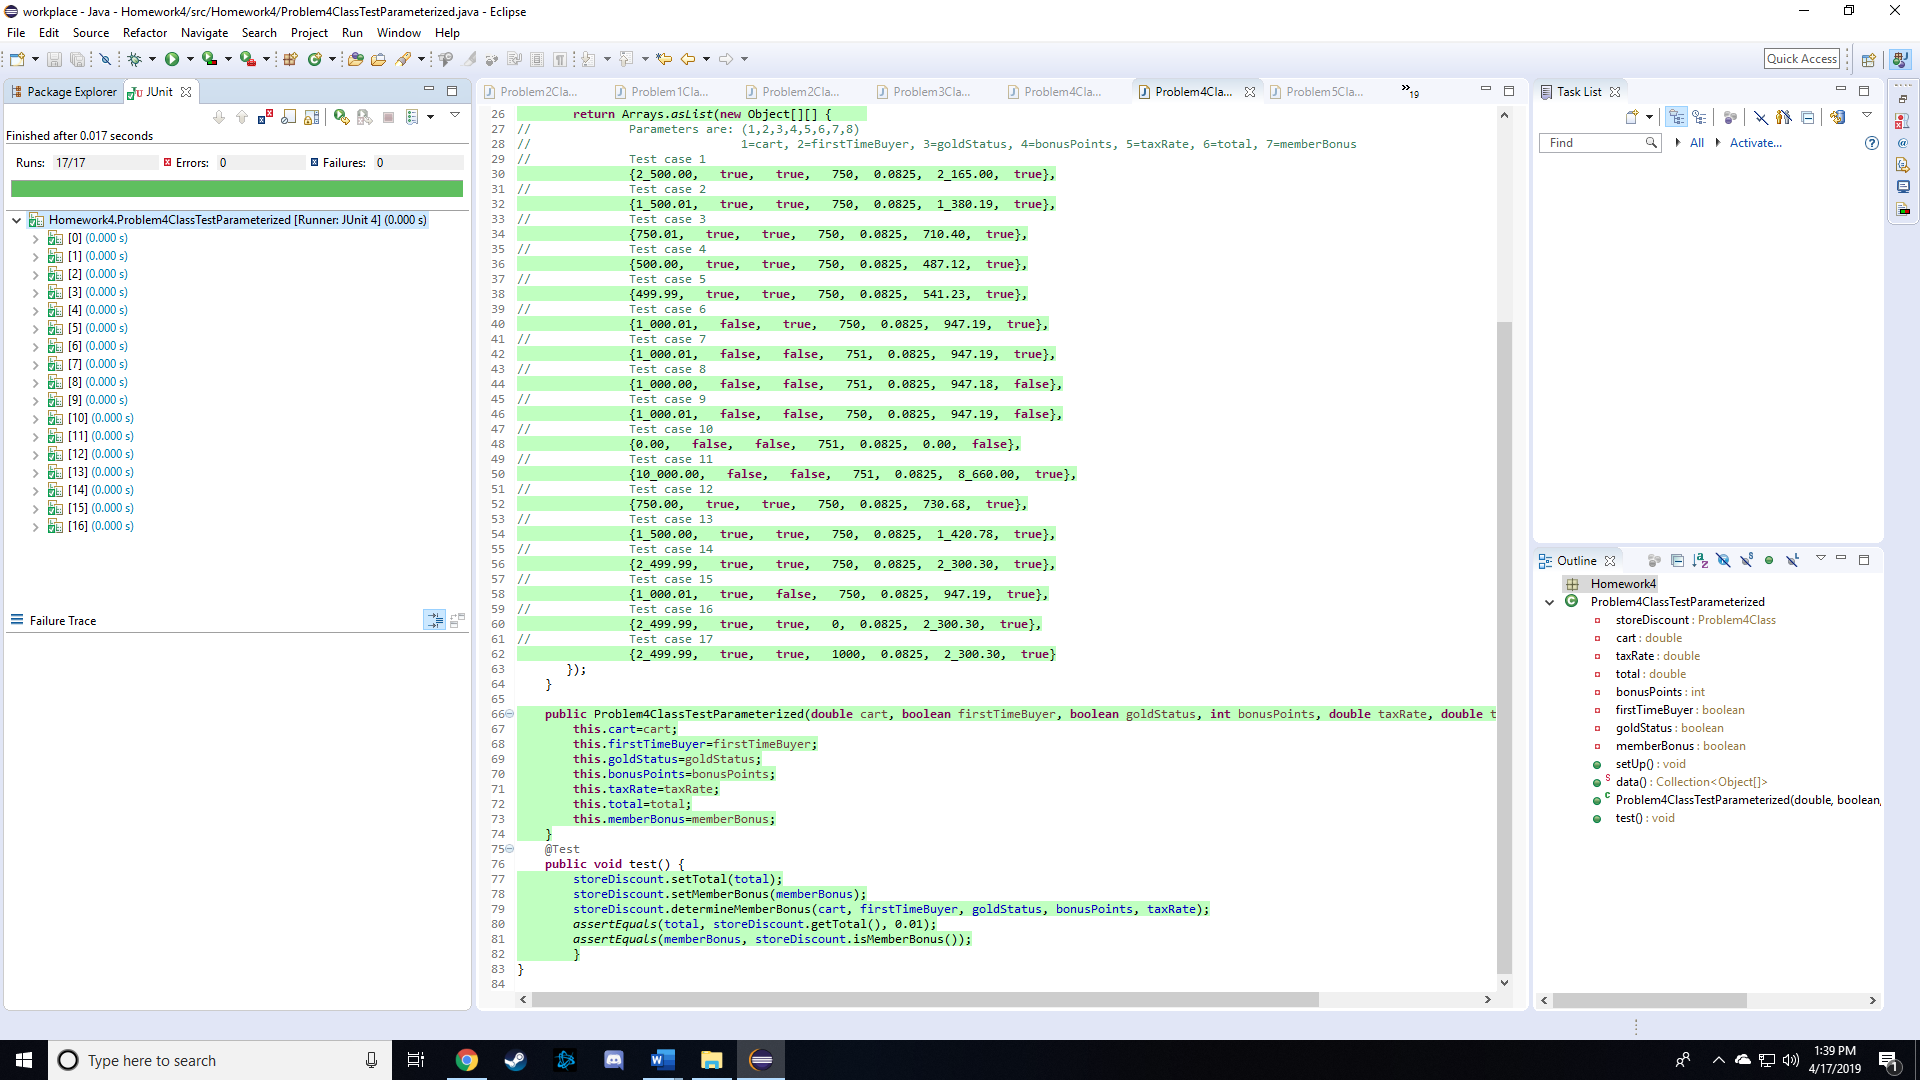 workplace - Java - Homework4/src/Homework4/Problem4ClassTestParameterized.java - Eclipse
File Edit Source Refactor Navigate Search Project Run Window Help
Quick Access
Package Explorer JUnit
Finished after 0.017 seconds
Runs: 17/17 Errors: 0 Failures: 0
Homework4.Problem4ClassTestParameterized [Runner: JUnit 4] (0.000 s)
[0] (0.000 s)
[1] (0.000 s)
[2] (0.000 s)
[3] (0.000 s)
[4] (0.000 s)
[5] (0.000 s)
[6] (0.000 s)
[7] (0.000 s)
[8] (0.000 s)
[9] (0.000 s)
[10] (0.000 s)
[11] (0.000 s)
[12] (0.000 s)
[13] (0.000 s)
[14] (0.000 s)
[15] (0.000 s)
[16] (0.000 s)
Failure Trace
Problem2Cla... Problem1Cla... Problem2Cla... Problem3Cla... Problem4Cla... Problem4Cla... Problem5Cla... »19
26 return Arrays.asList(new Object[][] {
27 // Parameters are: (1,2,3,4,5,6,7,8)
28 // 1=cart, 2=firstTimeBuyer, 3=goldStatus, 4=bonusPoints, 5=taxRate, 6=total, 7=memberBonus
29 // Test case 1
30 {2_500.00, true, true, 750, 0.0825, 2_165.00, true},
31 // Test case 2
32 {1_500.01, true, true, 750, 0.0825, 1_380.19, true},
33 // Test case 3
34 {750.01, true, true, 750, 0.0825, 710.40, true},
35 // Test case 4
36 {500.00, true, true, 750, 0.0825, 487.12, true},
37 // Test case 5
38 {499.99, true, true, 750, 0.0825, 541.23, true},
39 // Test case 6
40 {1_000.01, false, true, 750, 0.0825, 947.19, true},
41 // Test case 7
42 {1_000.01, false, false, 751, 0.0825, 947.19, true},
43 // Test case 8
44 {1_000.00, false, false, 751, 0.0825, 947.18, false},
45 // Test case 9
46 {1_000.01, false, false, 750, 0.0825, 947.19, false},
47 // Test case 10
48 {0.00, false, false, 751, 0.0825, 0.00, false},
49 // Test case 11
50 {10_000.00, false, false, 751, 0.0825, 8_660.00, true},
51 // Test case 12
52 {750.00, true, true, 750, 0.0825, 730.68, true},
53 // Test case 13
54 {1_500.00, true, true, 750, 0.0825, 1_420.78, true},
55 // Test case 14
56 {2_499.99, true, true, 750, 0.0825, 2_300.30, true},
57 // Test case 15
58 {1_000.01, true, false, 750, 0.0825, 947.19, true},
59 // Test case 16
60 {2_499.99, true, true, 0, 0.0825, 2_300.30, true},
61 // Test case 17
62 {2_499.99, true, true, 1000, 0.0825, 2_300.30, true}
63 });
64 }
65
66 public Problem4ClassTestParameterized(double cart, boolean firstTimeBuyer, boolean goldStatus, int bonusPoints, double taxRate, double t
67 this.cart=cart;
68 this.firstTimeBuyer=firstTimeBuyer;
69 this.goldStatus=goldStatus;
70 this.bonusPoints=bonusPoints;
71 this.taxRate=taxRate;
72 this.total=total;
73 this.memberBonus=memberBonus;
74 }
75 @Test
76 public void test() {
77 storeDiscount.setTotal(total);
78 storeDiscount.setMemberBonus(memberBonus);
79 storeDiscount.determineMemberBonus(cart, firstTimeBuyer, goldStatus, bonusPoints, taxRate);
80 assertEquals(total, storeDiscount.getTotal(), 0.01);
81 assertEquals(memberBonus, storeDiscount.isMemberBonus());
82 }
83 }
84
Task List
Find All Activate...
Outline
Homework4
Problem4ClassTestParameterized
storeDiscount : Problem4Class
cart : double
taxRate : double
total : double
bonusPoints : int
firstTimeBuyer : boolean
goldStatus : boolean
memberBonus : boolean
setUp() : void
data() : Collection<Object[]>
Problem4ClassTestParameterized(double, boolean,
test() : void
Type here to search
1:39 PM
4/17/2019
1